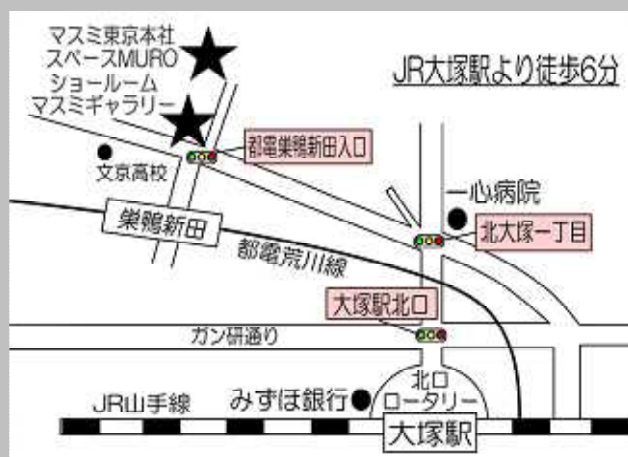 マスミ東京本社
スペースMURO
ショールーム
マスミギャラリー
JR大塚駅より徒歩6分
都電巣鴨新田入口
文京高校
一心病院
巣鴨新田
北大塚一丁目
都電荒川線
大塚駅北口
ガン研通り
北口
ロータリー
みずほ銀行
JR山手線
大塚駅